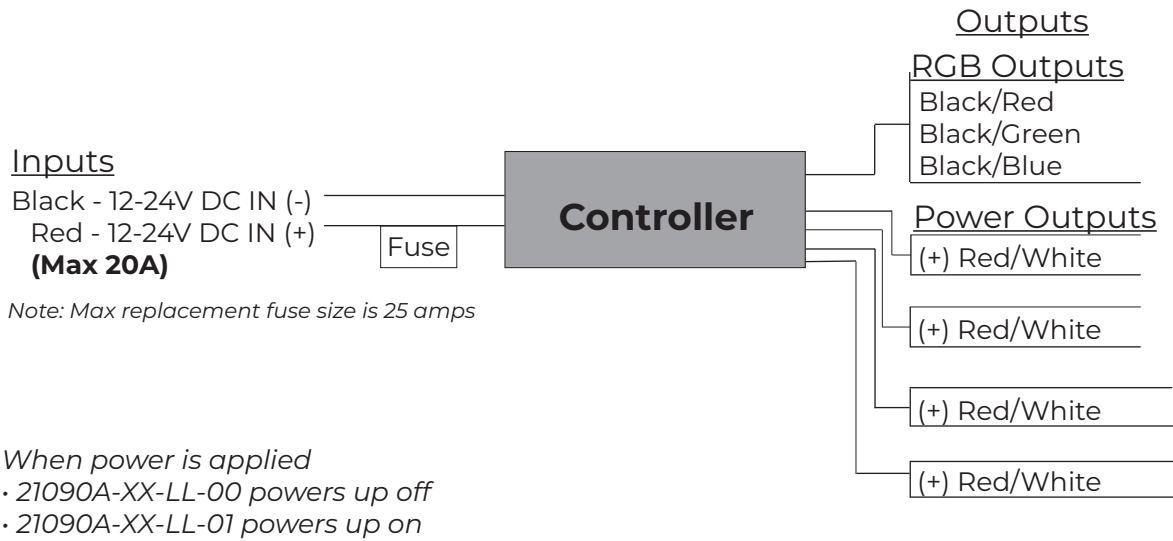 Outputs
RGB Outputs
Black/Red
Black/Green
Black/Blue
Inputs
Black - 12-24V DC IN (-)
Red - 12-24V DC IN (+)
(Max 20A)
Fuse
Controller
Note: Max replacement fuse size is 25 amps
Power Outputs
(+) Red/White
(+) Red/White
(+) Red/White
(+) Red/White
When power is applied
• 21090A-XX-LL-00 powers up off
• 21090A-XX-LL-01 powers up on